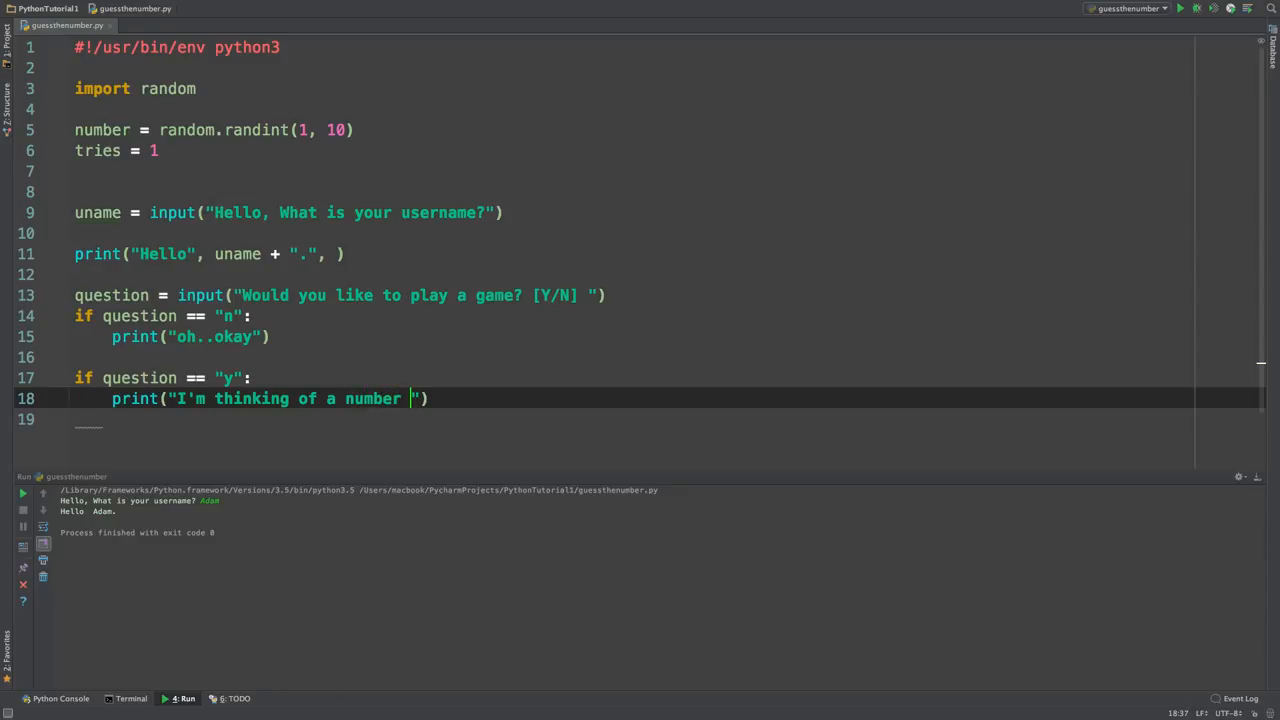 PythonTutorial1 guessthenumber.py guessthenumber
guessthenumber.py
1: Project
Z: Structure
2: Favorites
Database
1 #!/usr/bin/env python3
2
3 import random
4
5 number = random.randint(1, 10)
6 tries = 1
7
8
9 uname = input("Hello, What is your username?")
10
11 print("Hello", uname + ".", )
12
13 question = input("Would you like to play a game? [Y/N] ")
14 if question == "n":
15     print("oh..okay")
16
17 if question == "y":
18     print("I'm thinking of a number ")
19
Run guessthenumber
/Library/Frameworks/Python.framework/Versions/3.5/bin/python3.5 /Users/macbook/PycharmProjects/PythonTutorial1/guessthenumber.py
Hello, What is your username? Adam
Hello  Adam.
Process finished with exit code 0
Python Console Terminal 4: Run 6: TODO Event Log
18:37 LF÷ UTF-8÷